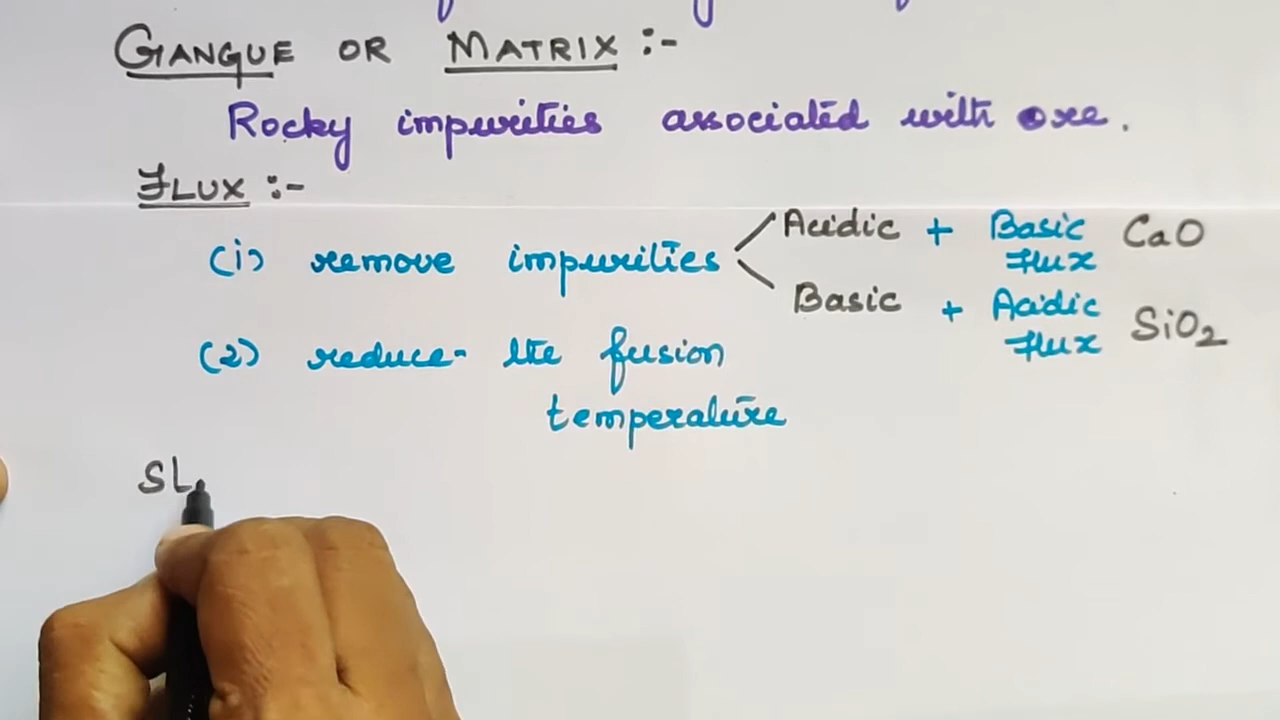 GANGUE OR MATRIX :-
Rocky impurities associated with ore.
FLUX :-
(i) remove impurities
Acidic + Basic Flux CaO
Basic + Acidic Flux SiO2
(2) reduce the fusion
temperature
SL